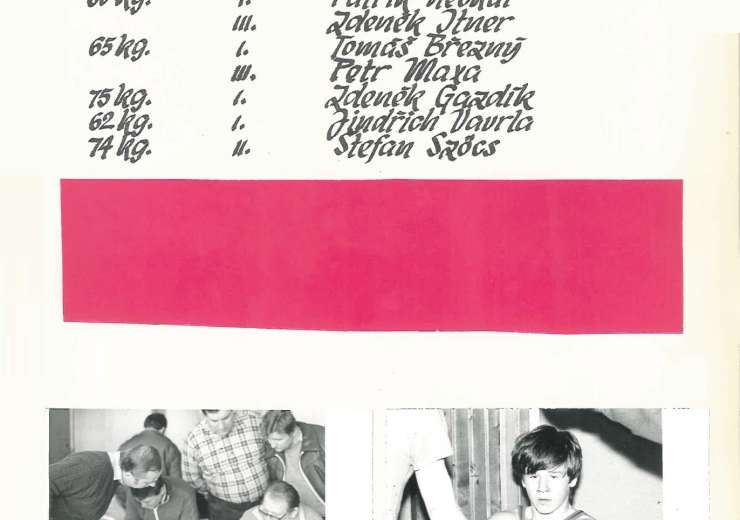 III. Zdeněk Itner
65 kg. I. Tomáš Březný
III. Petr Maxa
75 kg. I. Zdeněk Gazdík
62 kg. I. Jindřich Vavrla
74 kg. II. Štefan Szöcs